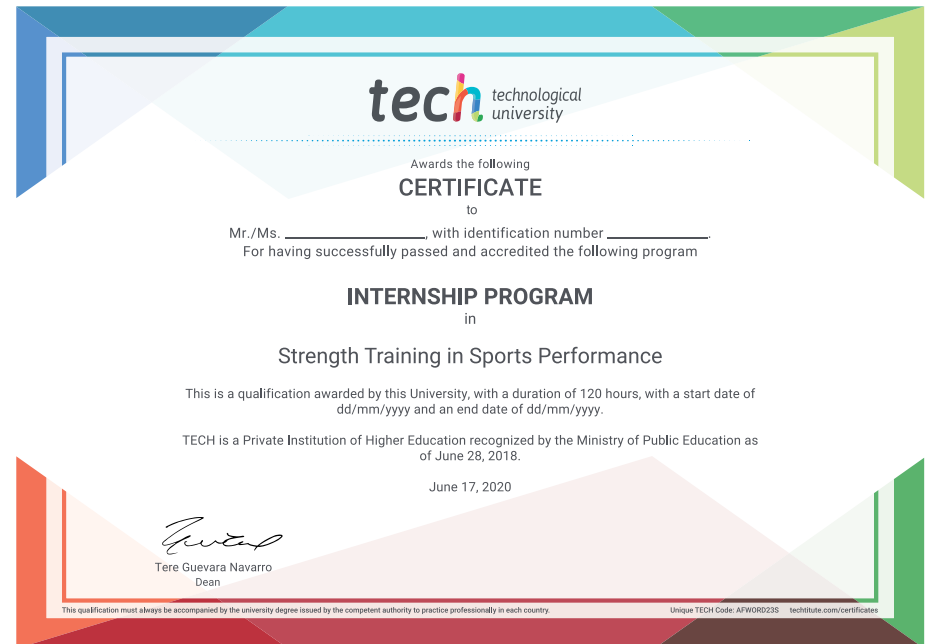 tech technological
university
Awards the following
CERTIFICATE
to
Mr./Ms. ____________________, with identification number ______________.
For having successfully passed and accredited the following program
INTERNSHIP PROGRAM
in
Strength Training in Sports Performance
This is a qualification awarded by this University, with a duration of 120 hours, with a start date of
dd/mm/yyyy and an end date of dd/mm/yyyy.
TECH is a Private Institution of Higher Education recognized by the Ministry of Public Education as
of June 28, 2018.
June 17, 2020
Tere Guevara Navarro
Dean
This qualification must always be accompanied by the university degree issued by the competent authority to practice professionally in each country. Unique TECH Code: AFWORD23S techtitute.com/certificates